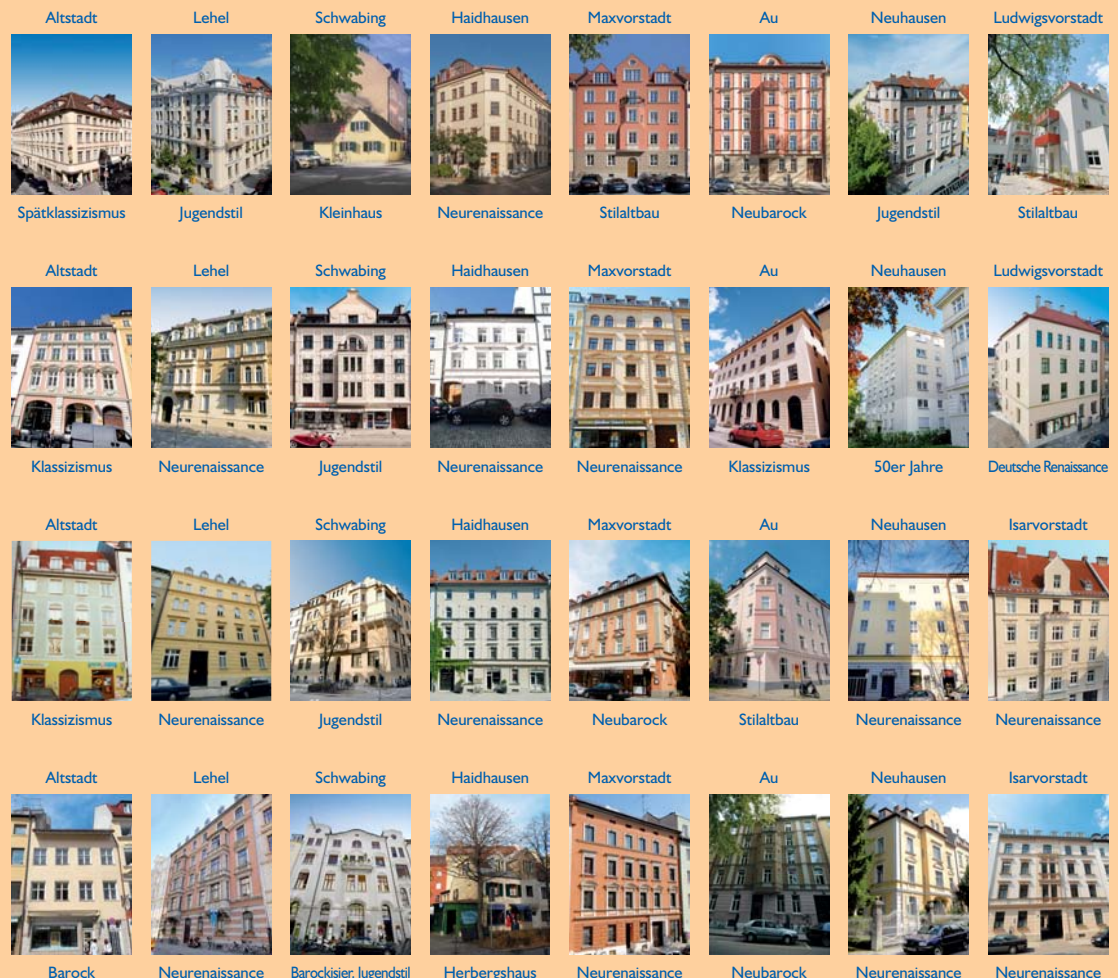 Altstadt Lehel Schwabing Haidhausen Maxvorstadt Au Neuhausen Ludwigsvorstadt
Spätklassizismus Jugendstil Kleinhaus Neurenaissance Stilaltbau Neubarock Jugendstil Stilaltbau
Altstadt Lehel Schwabing Haidhausen Maxvorstadt Au Neuhausen Ludwigsvorstadt
Klassizismus Neurenaissance Jugendstil Neurenaissance Neurenaissance Klassizismus 50er Jahre Deutsche Renaissance
Altstadt Lehel Schwabing Haidhausen Maxvorstadt Au Neuhausen Isarvorstadt
Klassizismus Neurenaissance Jugendstil Neurenaissance Neubarock Stilaltbau Neurenaissance Neurenaissance
Altstadt Lehel Schwabing Haidhausen Maxvorstadt Au Neuhausen Isarvorstadt
Barock Neurenaissance Barockisier. Jugendstil Herbergshaus Neurenaissance Neubarock Neurenaissance Neurenaissance